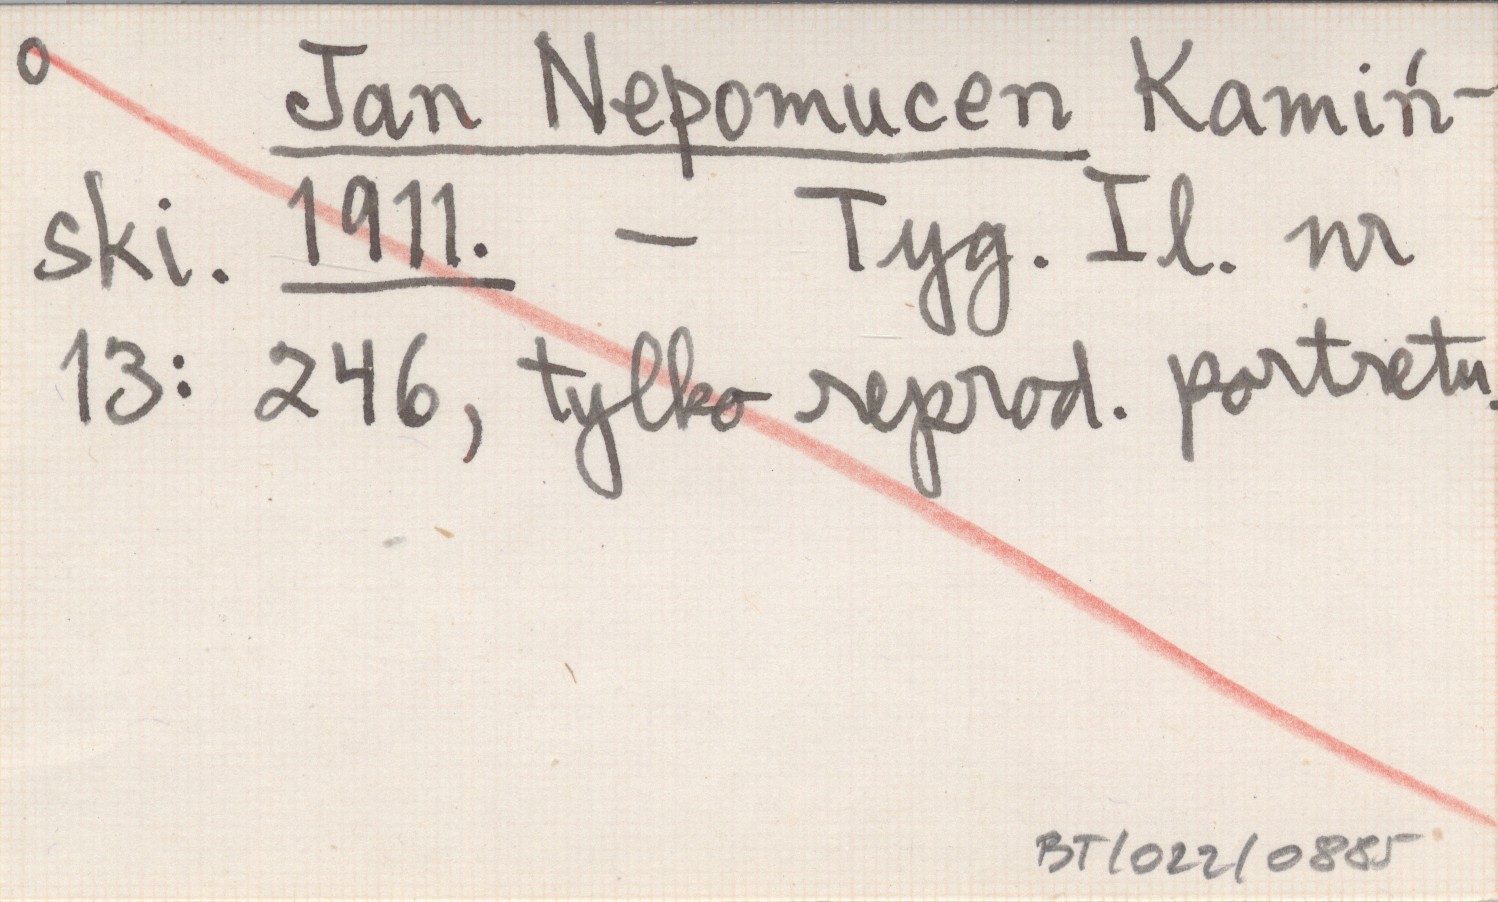 o Jan Nepomucen Kamiń-
ski. 1911. – Tyg. Il. nr
13: 246, tylko reprod. portretu.
BT/022/0885